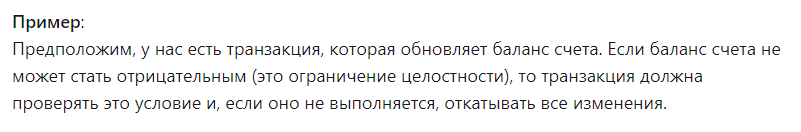 Пример:
Предположим, у нас есть транзакция, которая обновляет баланс счета. Если баланс счета не
может стать отрицательным (это ограничение целостности), то транзакция должна
проверять это условие и, если оно не выполняется, откатывать все изменения.